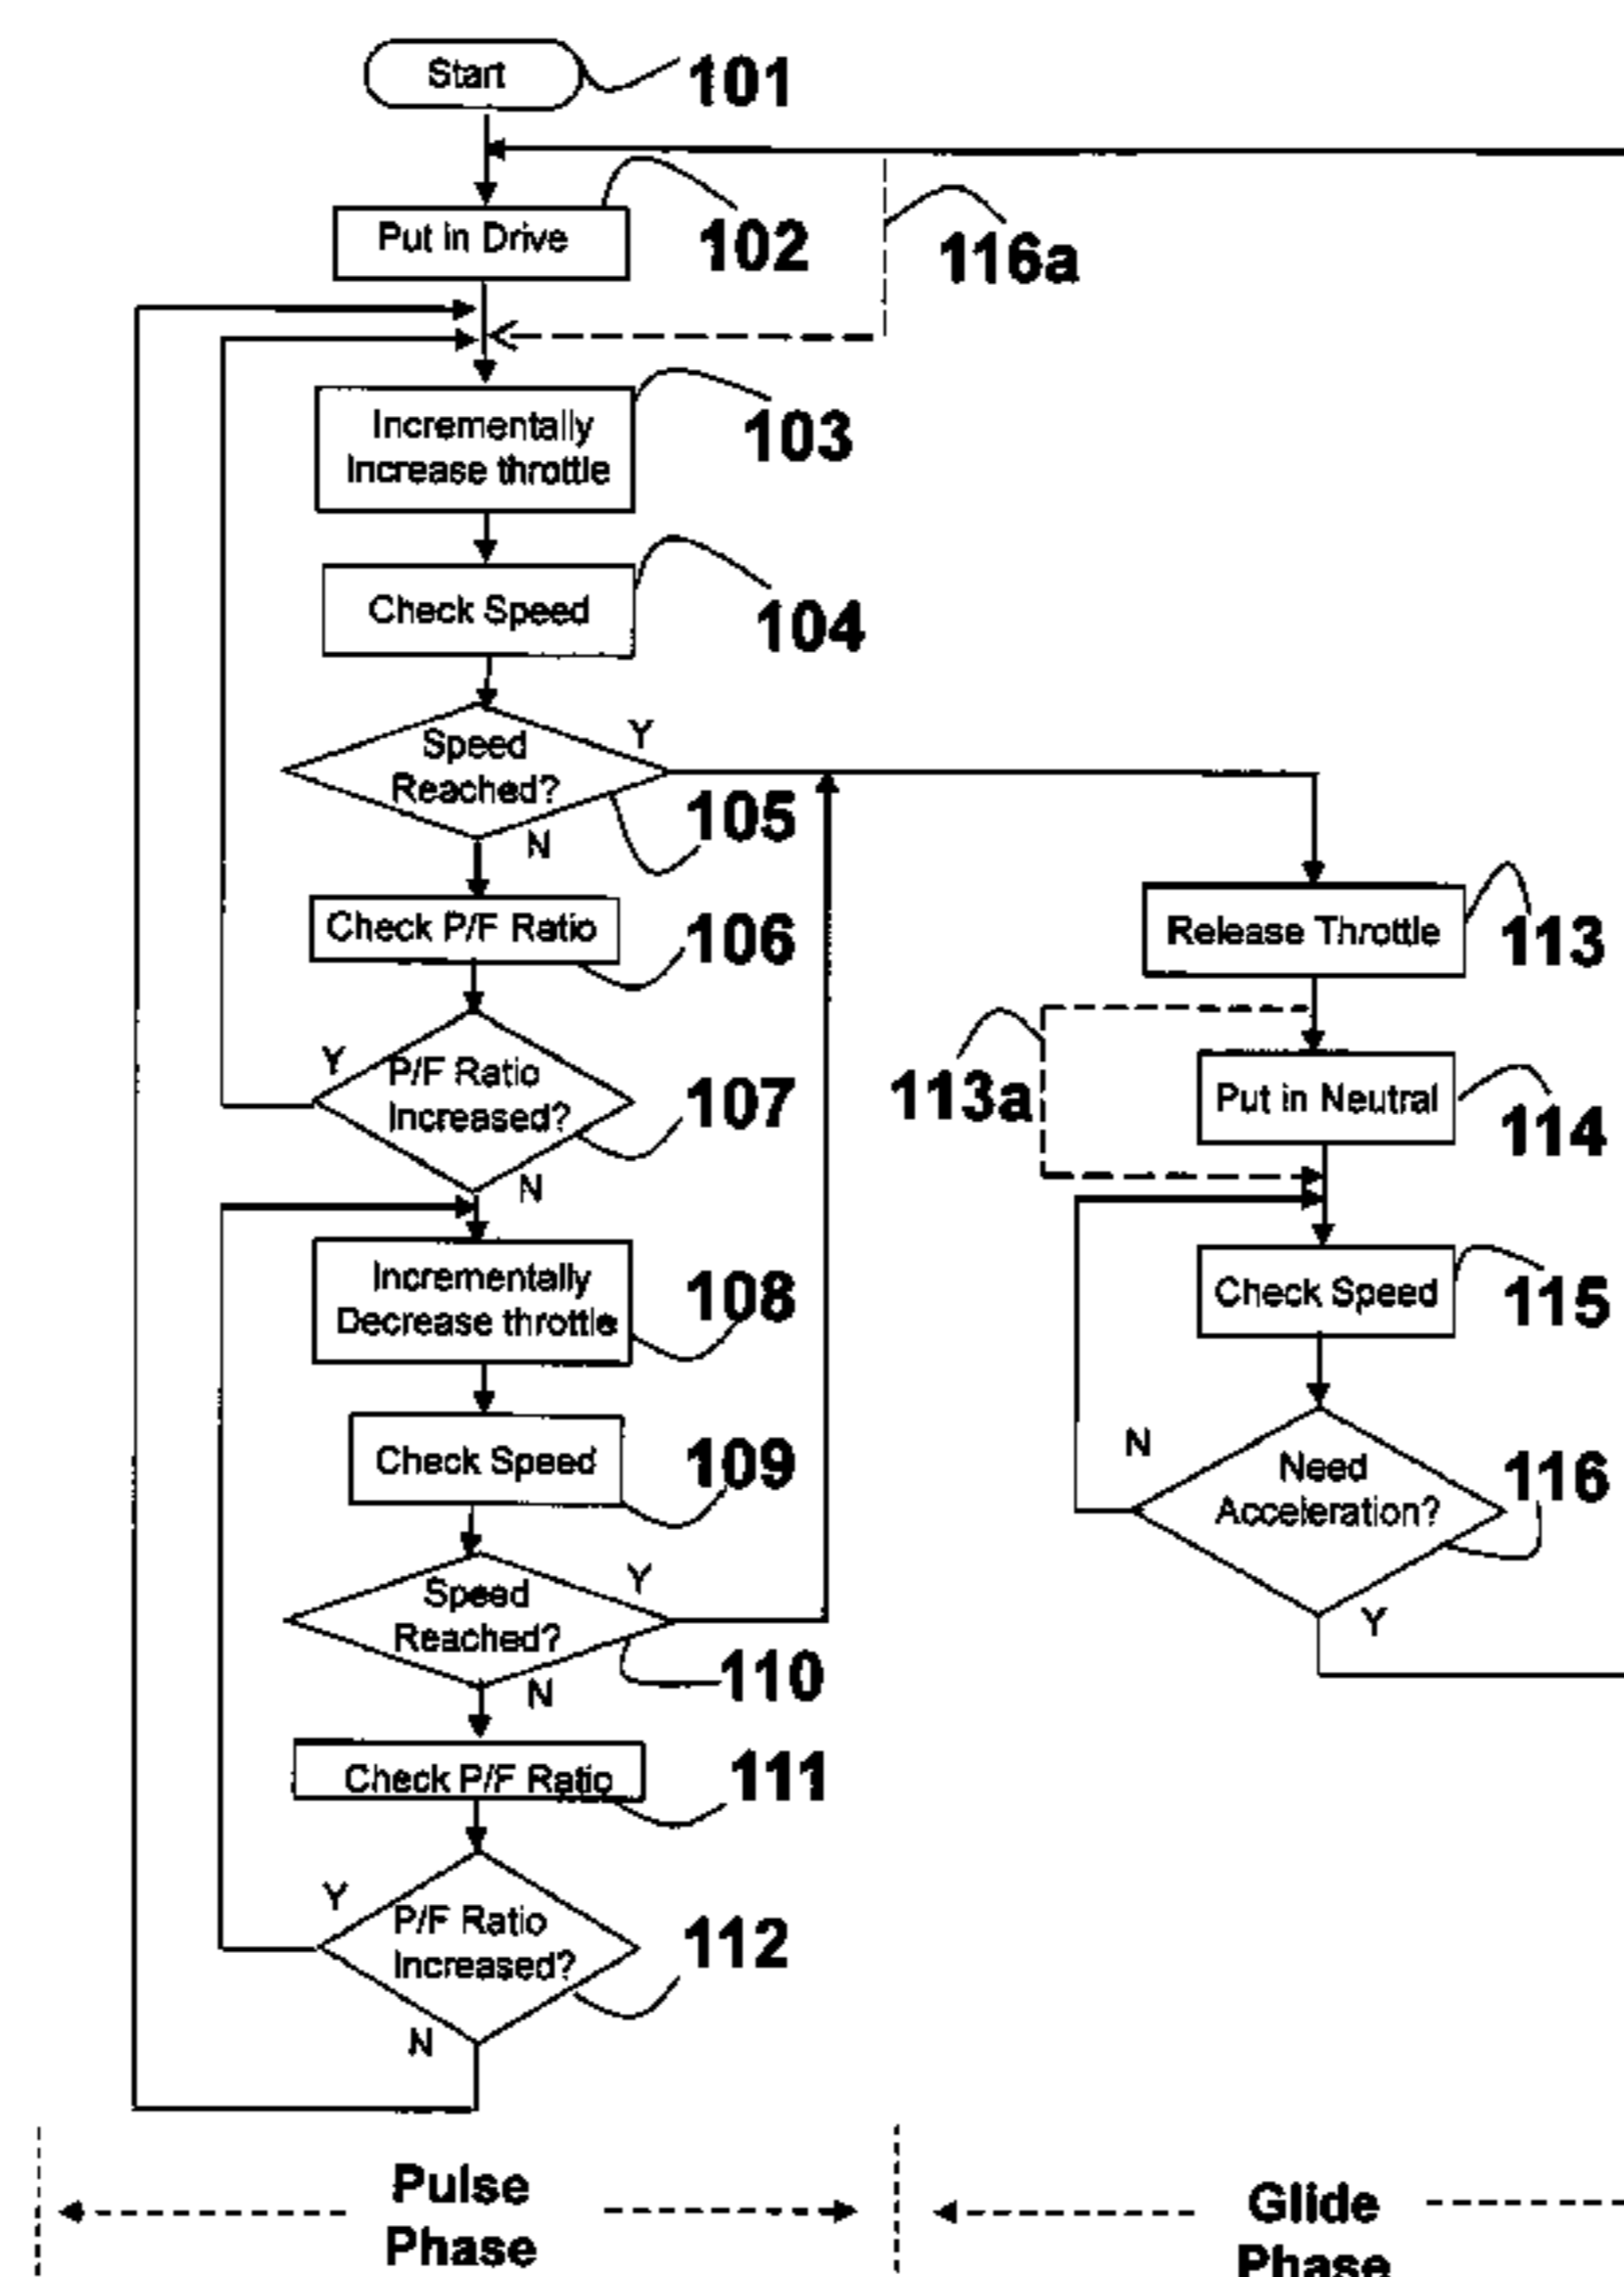 Start
101
Put in Drive
102
116a
Incrementally
Increase throttle
103
Check Speed
104
Speed
Reached?
Y
105
N
Check P/F Ratio
106
P/F Ratio
Increased?
Y
107
N
Incrementally
Decrease throttle
108
Check Speed
109
Speed
Reached?
Y
110
N
Check P/F Ratio
111
P/F Ratio
Increased?
Y
112
N
Release Throttle
113
113a
Put in Neutral
114
Check Speed
115
Need
Acceleration?
N
116
Y
Pulse
Phase
Glide
Phase